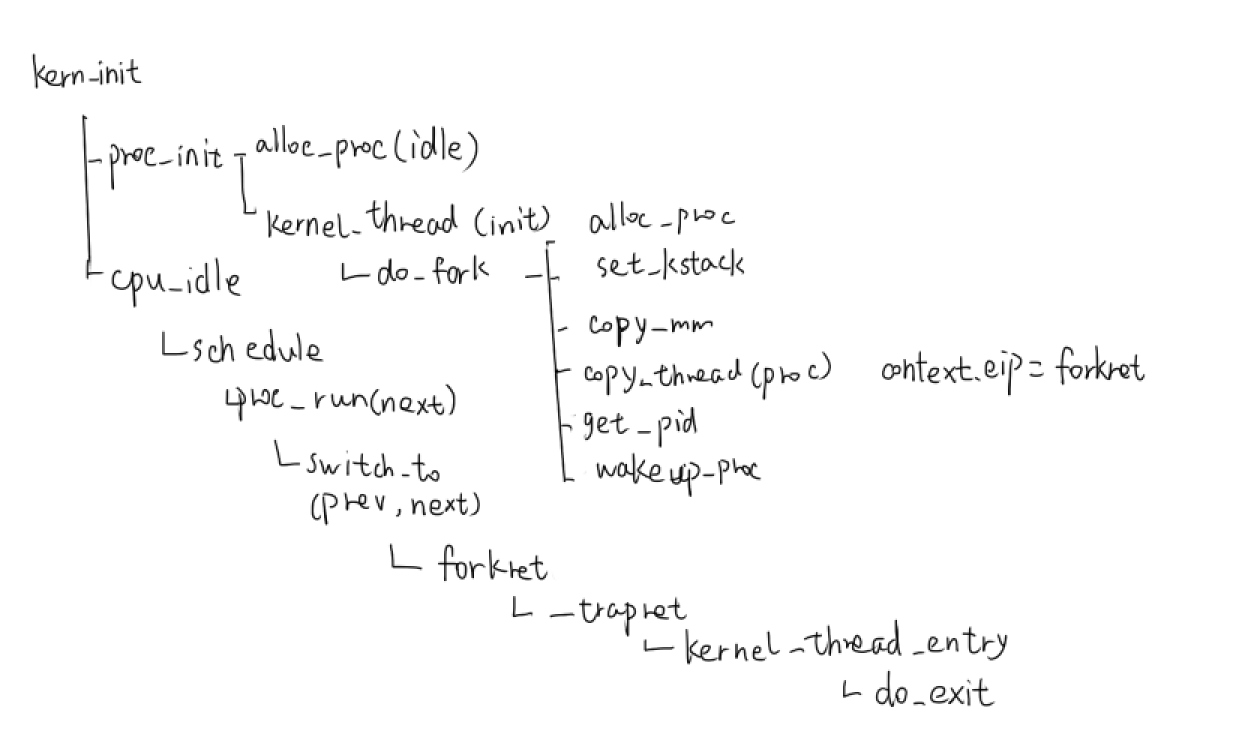 kern_init
proc_init alloc_proc(idle)
kernel_thread (init) alloc_proc
cpu_idle do_fork set_kstack
copy_mm
schedule copy_thread (proc) context.eip = forkret
proc_run(next) get_pid
switch_to wakeup_proc
(prev, next)
forkret
_trapret
kernel_thread_entry
do_exit